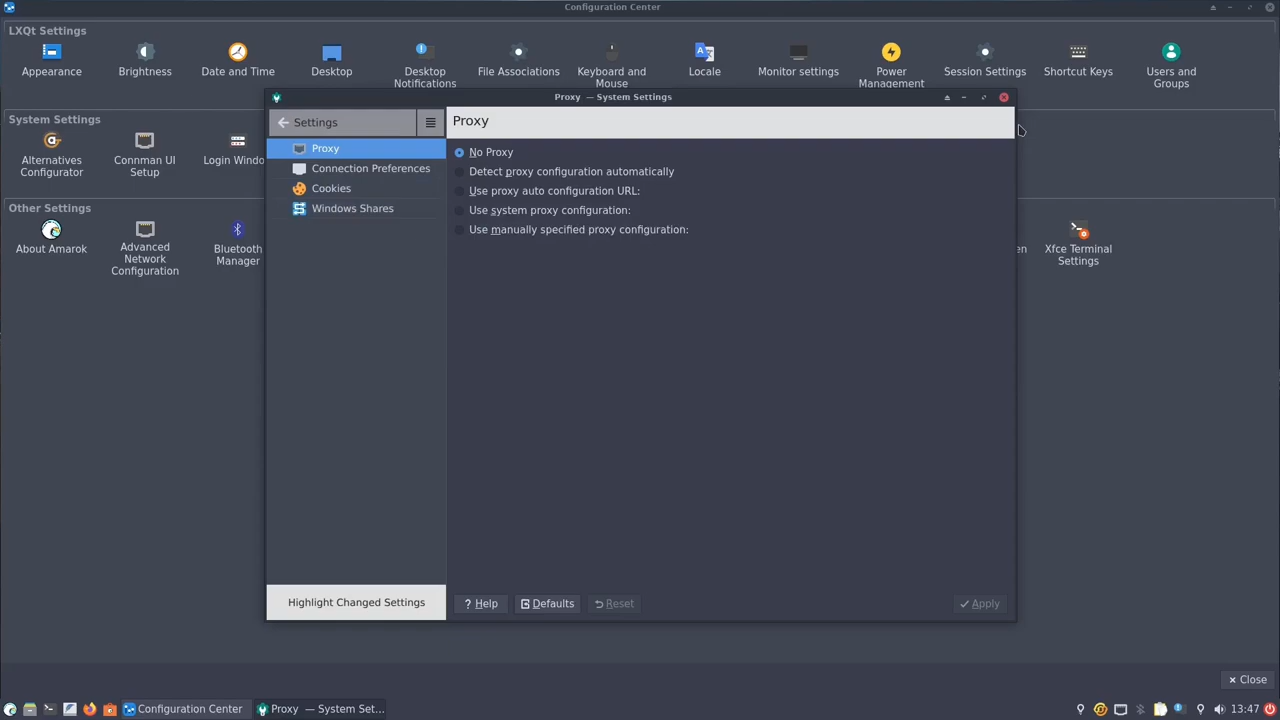 Configuration Center
LXQt Settings
Appearance
Brightness
Date and Time
Desktop
Desktop
Notifications
File Associations
Keyboard and
Mouse
Locale
Monitor settings
Power
Management
Session Settings
Shortcut Keys
Users and
Groups
Proxy — System Settings
System Settings
Alternatives
Configurator
Connman UI
Setup
Login Windo
Other Settings
About Amarok
Advanced
Network
Configuration
Bluetooth
Manager
en
Xfce Terminal
Settings
Settings
Proxy
Connection Preferences
Cookies
Windows Shares
Highlight Changed Settings
Proxy
No Proxy
Detect proxy configuration automatically
Use proxy auto configuration URL:
Use system proxy configuration:
Use manually specified proxy configuration:
? Help
Defaults
Reset
Apply
Close
Configuration Center
Proxy — System Set...
13:47